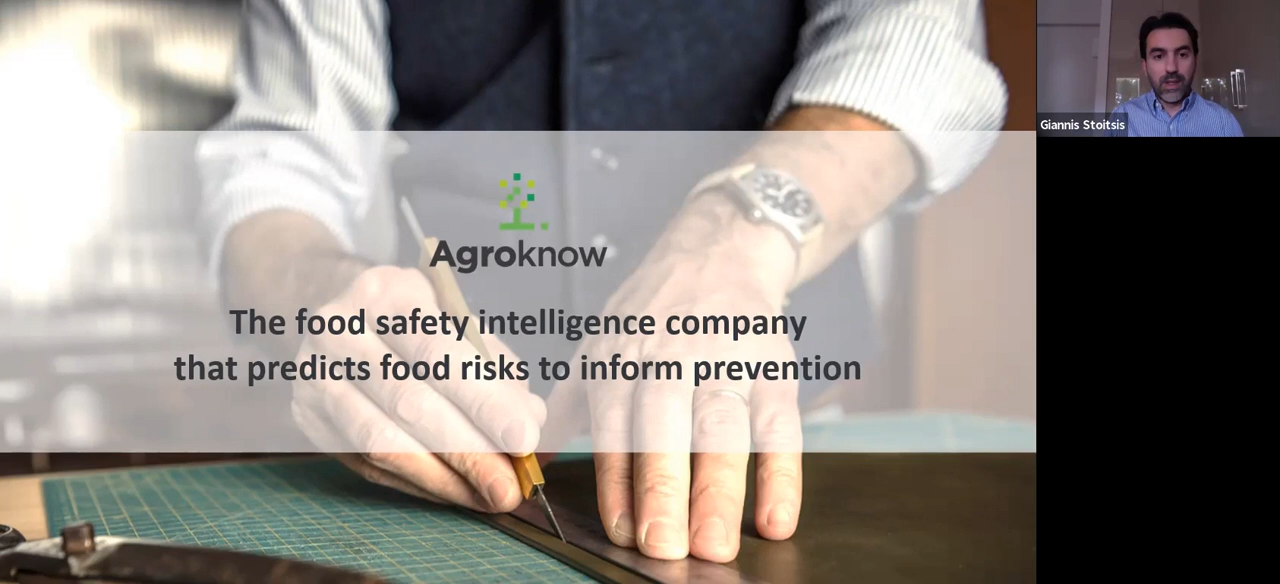 Agroknow
The food safety intelligence company
that predicts food risks to inform prevention
Giannis Stoitsis